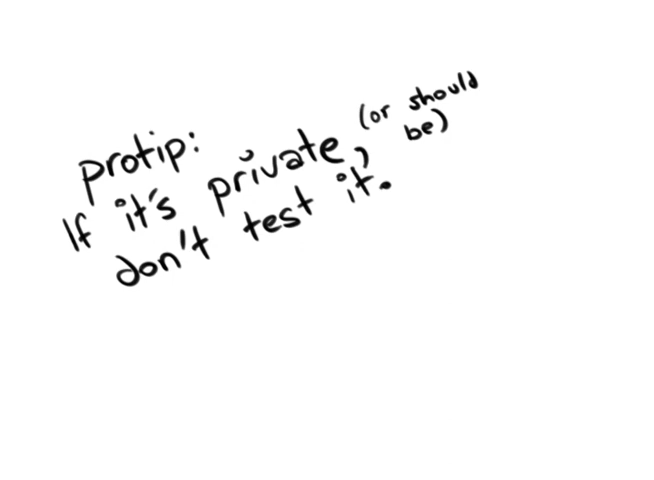 protip:
If it's private, (or should be)
don't test it.